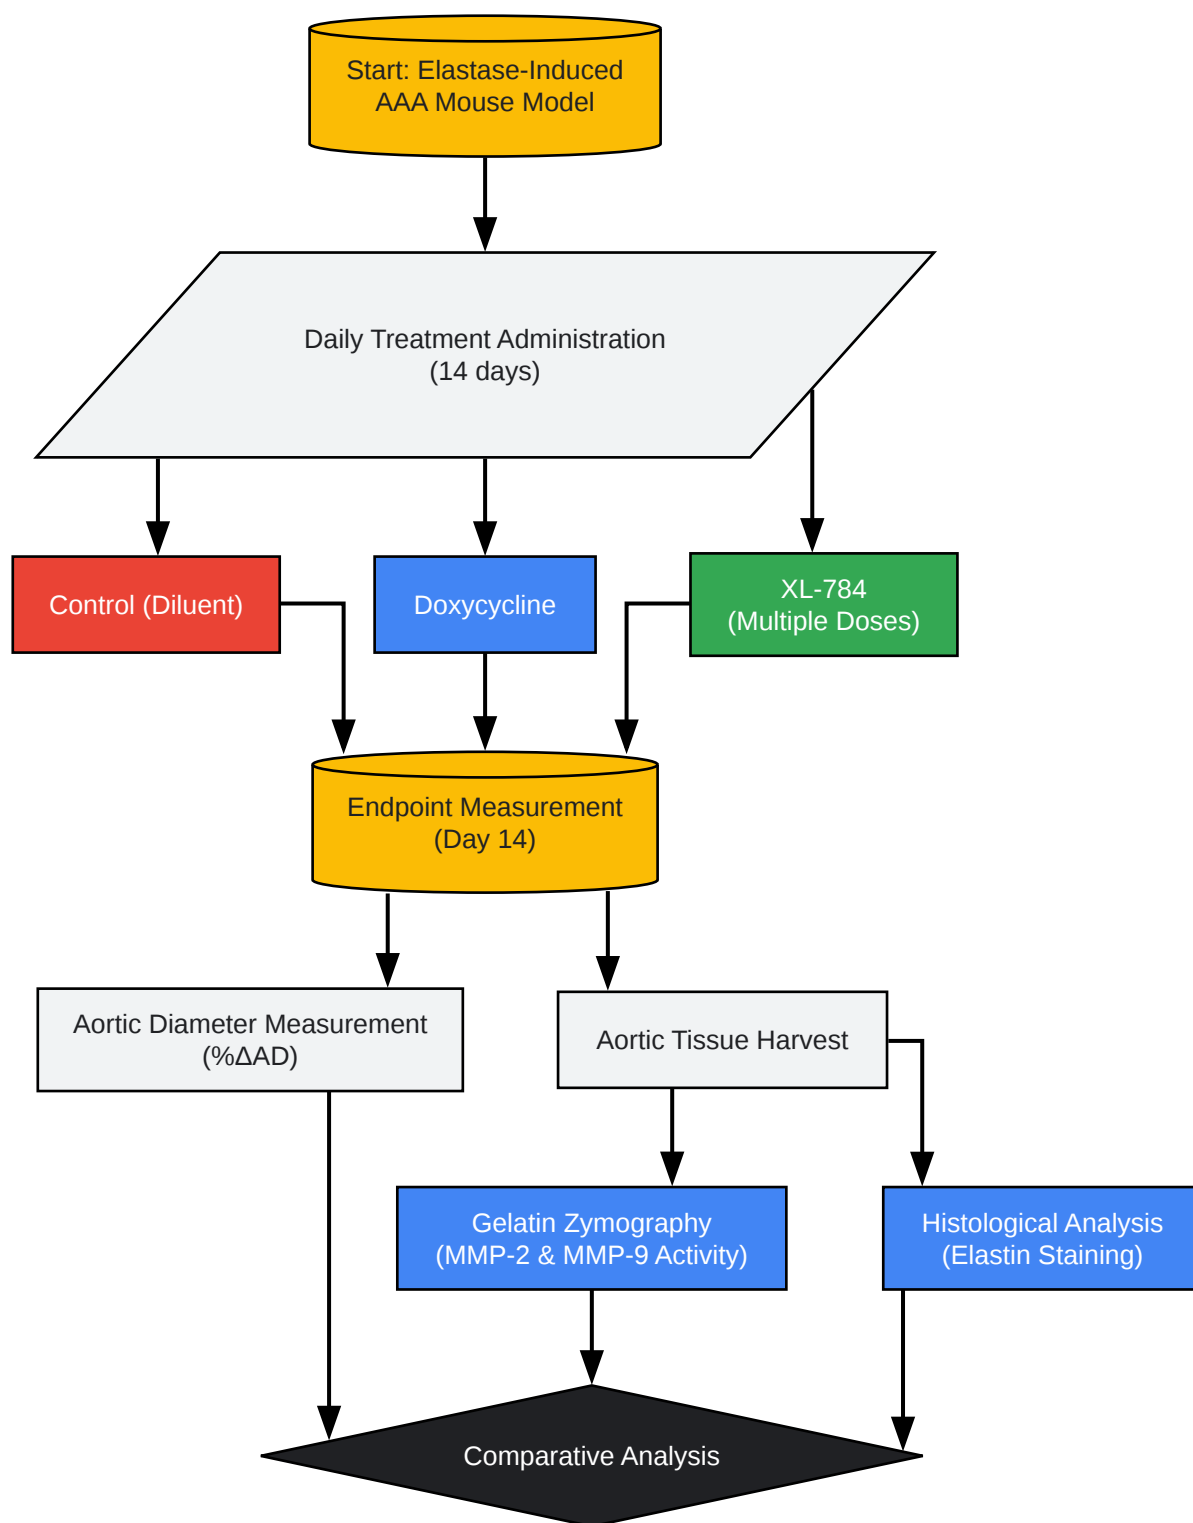 Start: Elastase-Induced
AAA Mouse Model
Daily Treatment Administration
(14 days)
Control (Diluent)
Doxycycline
XL-784
(Multiple Doses)
Endpoint Measurement
(Day 14)
Aortic Diameter Measurement
(%ΔAD)
Aortic Tissue Harvest
Gelatin Zymography
(MMP-2 & MMP-9 Activity)
Histological Analysis
(Elastin Staining)
Comparative Analysis